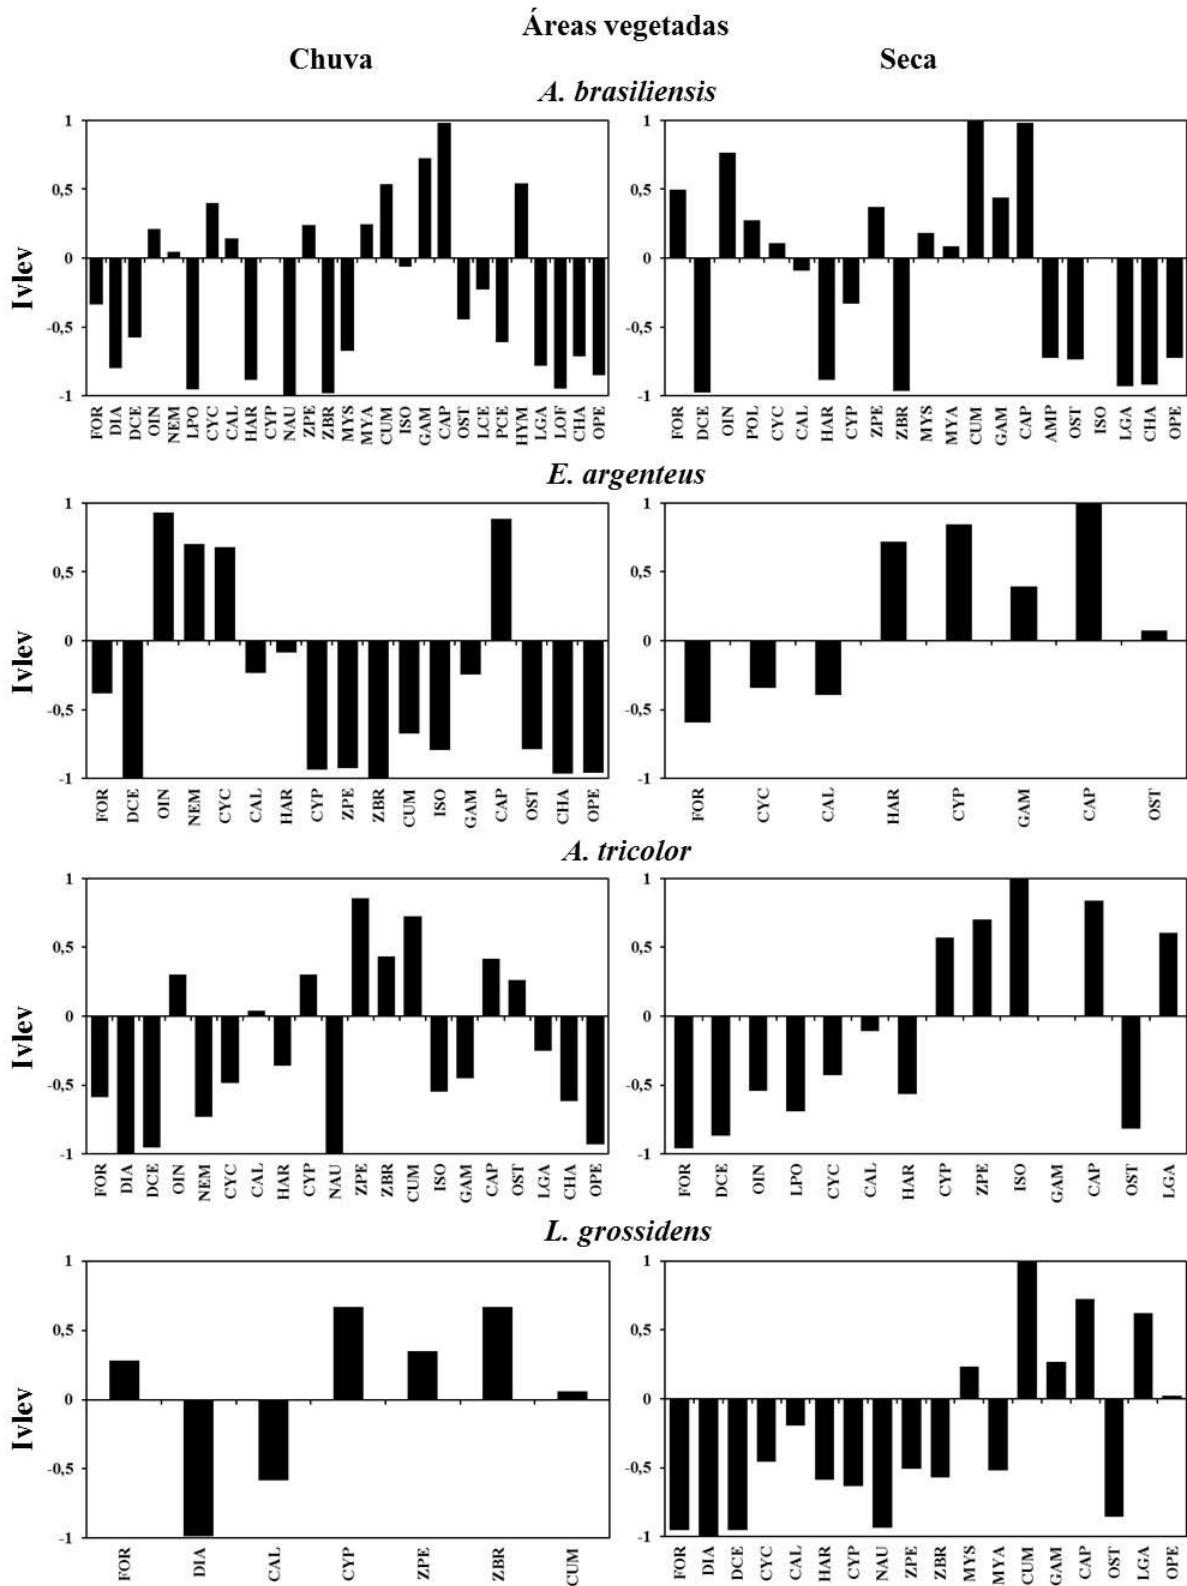 Áreas vegetadas
Chuva Seca
A. brasiliensis
Ivlev
1
0,5
0
-0,5
-1
FOR DIA DCE OIN NEM LPO CYC CAL HAR CYP NAU ZPE ZBR MYS MYA CUM ISO GAM CAP OST LCE PCE HYM LGA LOF CHA OPE
1
0,5
0
-0,5
-1
FOR DCE OIN POL CYC CAL HAR CYP ZPE ZBR MYS MYA CUM GAM CAP AMP OST ISO LGA CHA OPE
E. argenteus
Ivlev
1
0,5
0
-0,5
-1
FOR DCE OIN NEM CYC CAL HAR CYP ZPE ZBR CUM ISO GAM CAP OST CHA OPE
1
0,5
0
-0,5
-1
FOR CYC CAL HAR CYP GAM CAP OST
A. tricolor
Ivlev
1
0,5
0
-0,5
-1
FOR DIA DCE OIN NEM CYC CAL HAR CYP NAU ZPE ZBR CUM ISO GAM CAP OST LGA CHA OPE
1
0,5
0
-0,5
-1
FOR DCE OIN LPO CYC CAL HAR CYP ZPE ISO GAM CAP OST LGA
L. grossidens
Ivlev
1
0,5
0
-0,5
-1
FOR DIA CAL CYP ZPE ZBR CUM
1
0,5
0
-0,5
-1
FOR DIA DCE CYC CAL HAR CYP NAU ZPE ZBR MYS MYA CUM GAM CAP OST LGA OPE